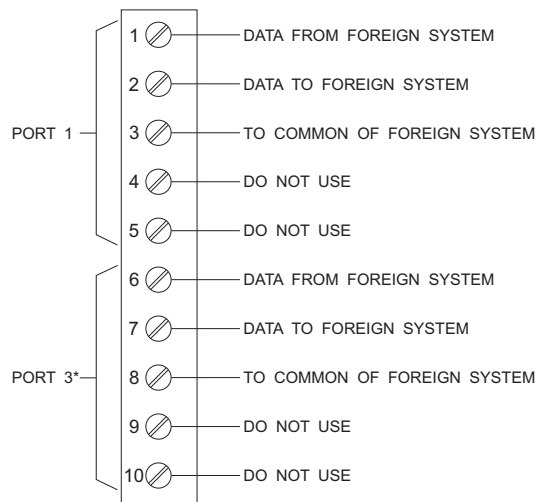 1 DATA FROM FOREIGN SYSTEM
2 DATA TO FOREIGN SYSTEM
PORT 1 3 TO COMMON OF FOREIGN SYSTEM
4 DO NOT USE
5 DO NOT USE
6 DATA FROM FOREIGN SYSTEM
7 DATA TO FOREIGN SYSTEM
PORT 3* 8 TO COMMON OF FOREIGN SYSTEM
9 DO NOT USE
10 DO NOT USE